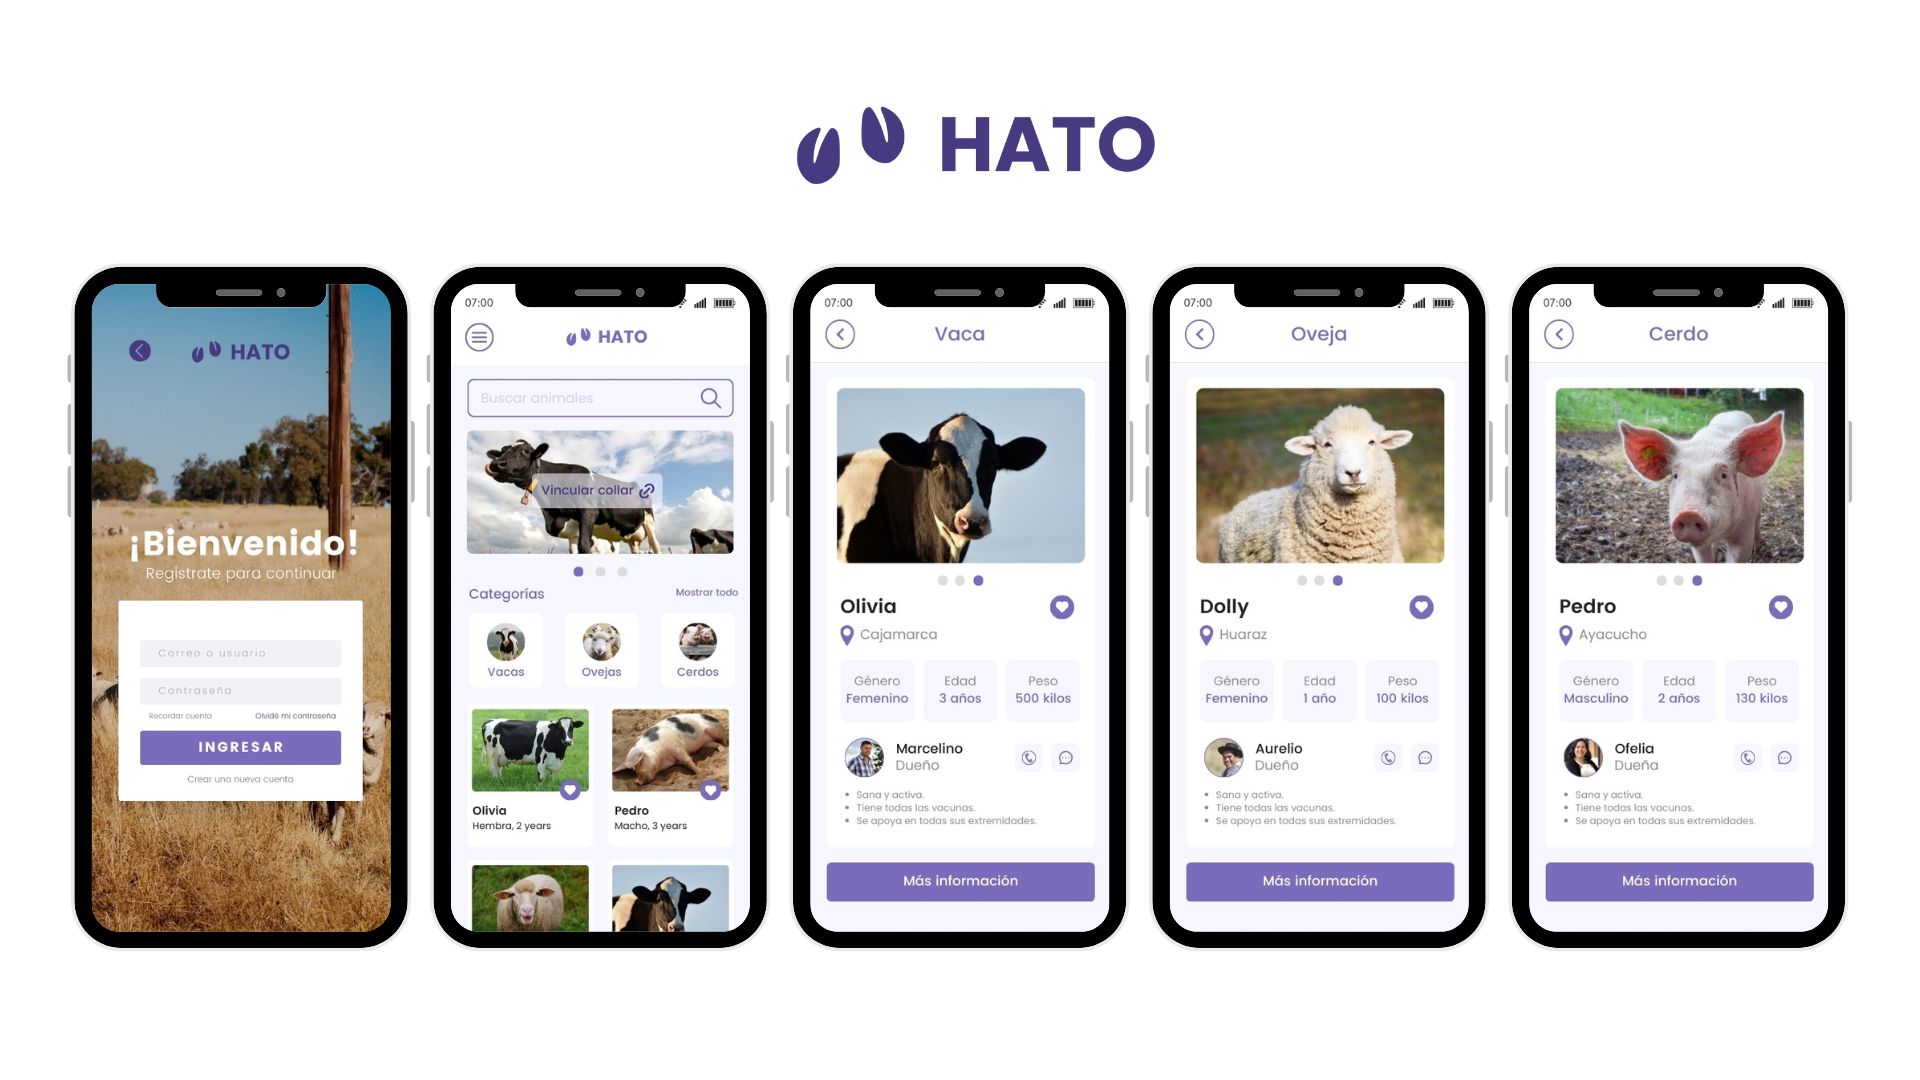 HATO
HATO
¡Bienvenido!
Registrate para continuar
Correo o usuario
Contraseña
Recordar cuenta
Olvidé mi contraseña
INGRESAR
Crear una nueva cuenta
07:00
HATO
Buscar animales
Vincular collar
Categorías
Mostrar todo
Vacas
Ovejas
Cerdos
Olivia
Hembra, 2 years
Pedro
Macho, 3 years
07:00
Vaca
Olivia
Cajamarca
Género
Femenino
Edad
3 años
Peso
500 kilos
Marcelino
Dueño
Sana y activa.
Tiene todas las vacunas.
Se apoya en todas sus extremidades.
Más información
07:00
Oveja
Dolly
Huaraz
Género
Femenino
Edad
1 año
Peso
100 kilos
Aurelio
Dueño
Sana y activa.
Tiene todas las vacunas.
Se apoya en todas sus extremidades.
Más información
07:00
Cerdo
Pedro
Ayacucho
Género
Masculino
Edad
2 años
Peso
130 kilos
Ofelia
Dueña
Sana y activa.
Tiene todas las vacunas.
Se apoya en todas sus extremidades.
Más información